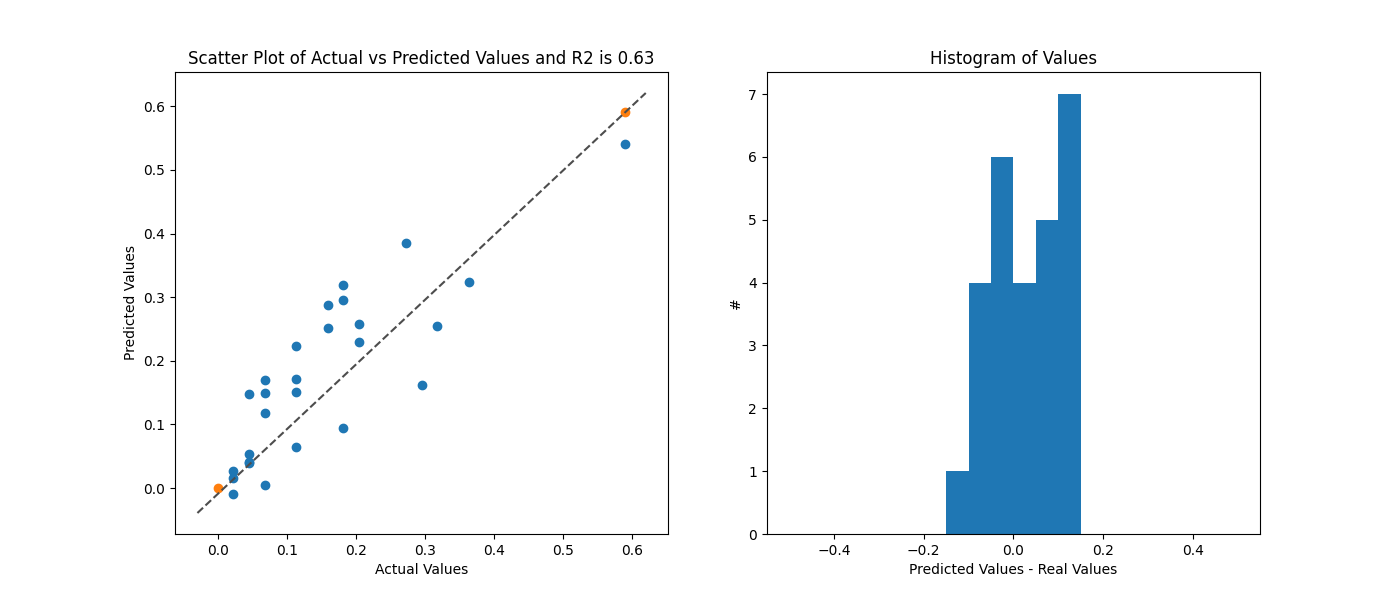 Scatter Plot of Actual vs Predicted Values and R2 is 0.63
0.6
0.5
0.4
0.3
0.2
0.1
0.0
Predicted Values
0.0 0.1 0.2 0.3 0.4 0.5 0.6
Actual Values
Histogram of Values
7
6
5
4
3
2
1
0
#
−0.4 −0.2 0.0 0.2 0.4
Predicted Values - Real Values